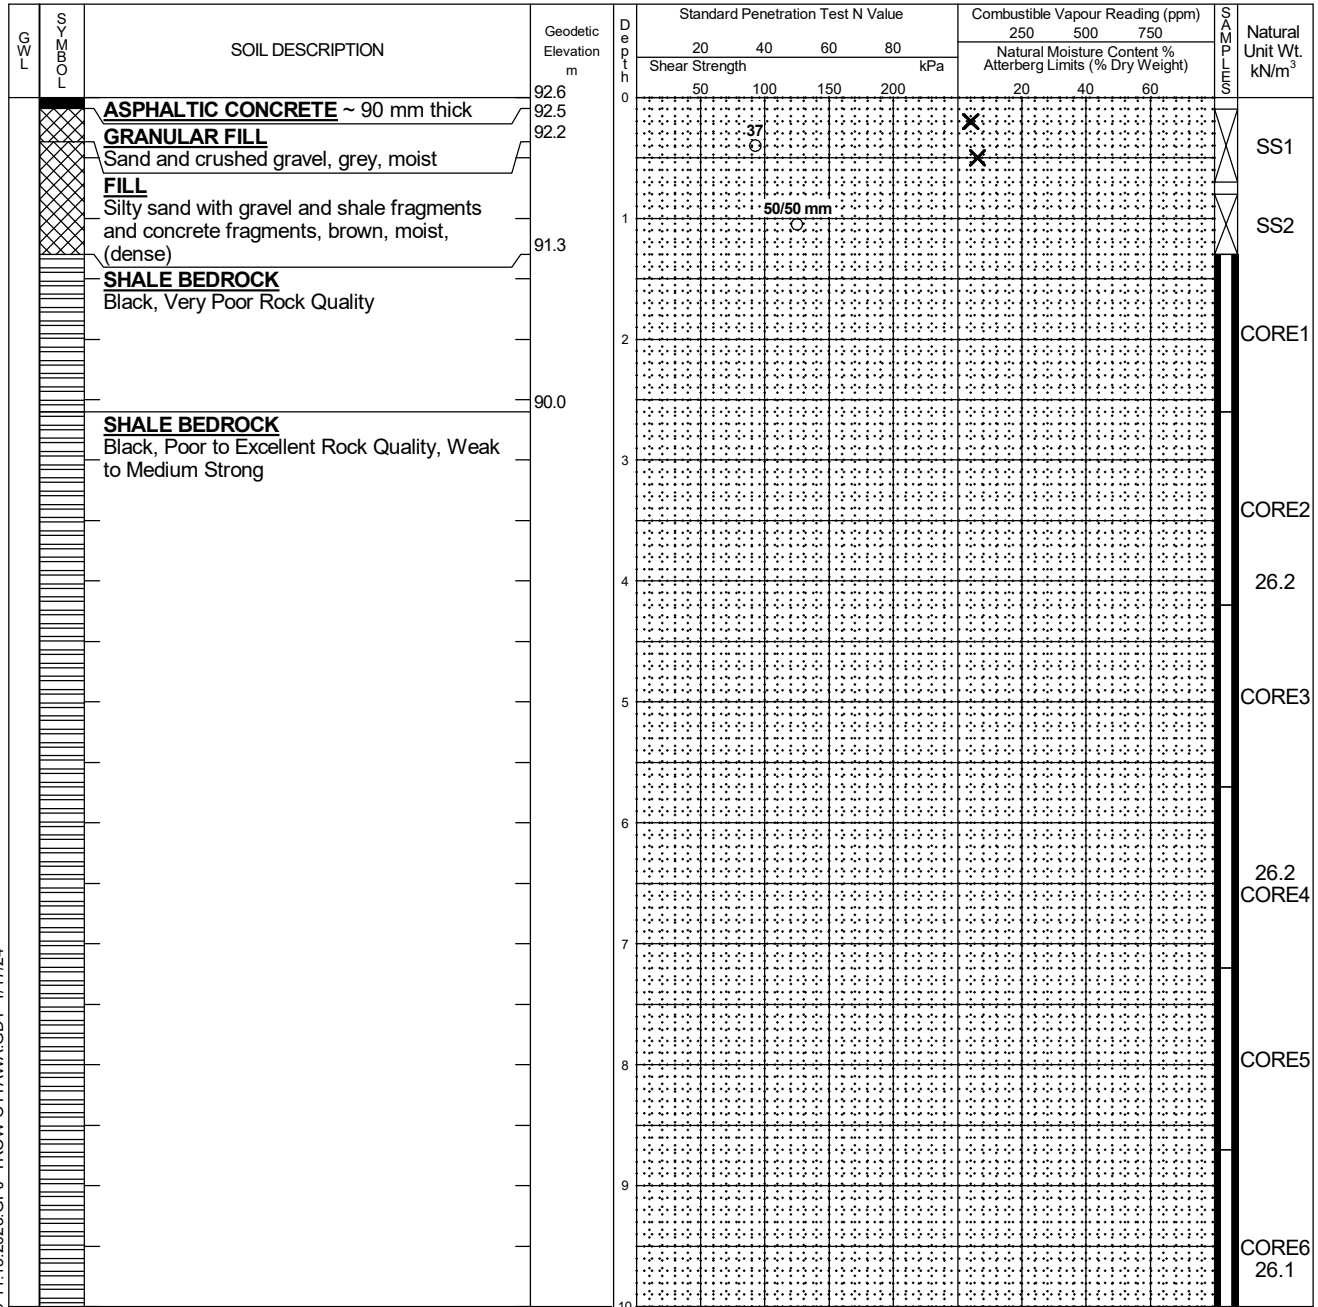 GWL
SYMBOL
SOIL DESCRIPTION
Geodetic
Elevation
m
Depth
Standard Penetration Test N Value
20 40 60 80
Shear Strength kPa
50 100 150 200
Combustible Vapour Reading (ppm)
250 500 750
Natural Moisture Content %
Atterberg Limits (% Dry Weight)
20 40 60
SAMPLES
Natural
Unit Wt.
kN/m³
92.6
0
ASPHALTIC CONCRETE ~ 90 mm thick
92.5
GRANULAR FILL
92.2
Sand and crushed gravel, grey, moist
37
SS1
FILL
Silty sand with gravel and shale fragments
and concrete fragments, brown, moist,
(dense)
50/50 mm
1
SS2
91.3
SHALE BEDROCK
Black, Very Poor Rock Quality
2
CORE1
90.0
SHALE BEDROCK
Black, Poor to Excellent Rock Quality, Weak
to Medium Strong
3
CORE2
4
26.2
5
CORE3
6
26.2
CORE4
7
8
CORE5
9
CORE6
26.1
10